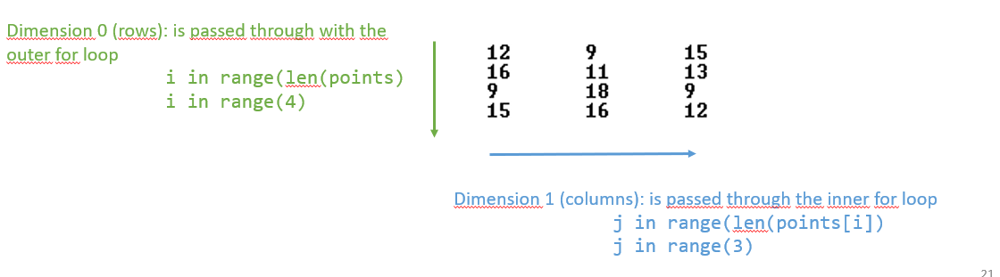 Dimension 0 (rows): is passed through with the
outer for loop
i in range(len(points)
i in range(4)
12 9 15
16 11 13
9 18 9
15 16 12
Dimension 1 (columns): is passed through the inner for loop
j in range(len(points[i])
j in range(3)
21